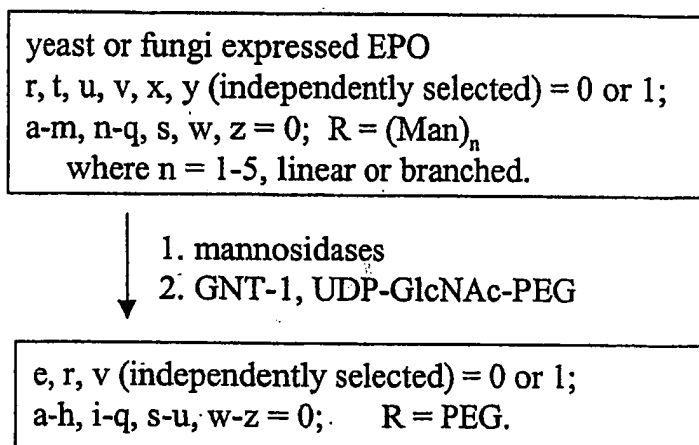 yeast or fungi expressed EPO
r, t, u, v, x, y (independently selected) = 0 or 1;
a-m, n-q, s, w, z = 0; R = (Man)n
where n = 1-5, linear or branched.
1. mannosidases
2. GNT-1, UDP-GlcNAc-PEG
e, r, v (independently selected) = 0 or 1;
a-h, i-q, s-u, w-z = 0; R = PEG.